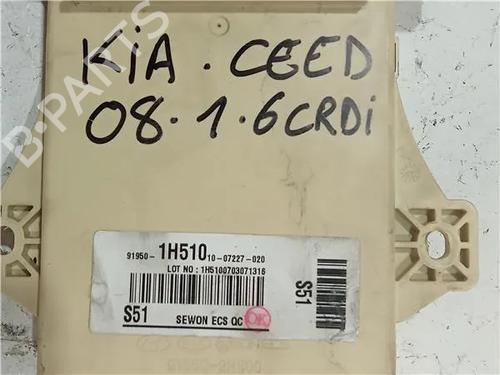 KiA . CEED
08.1.6CRDi
B-PARTS
91950- 1H510 10-07227-020
LOT NO : 1H5100703071316
S51 SEWON ECS QC OK
S51